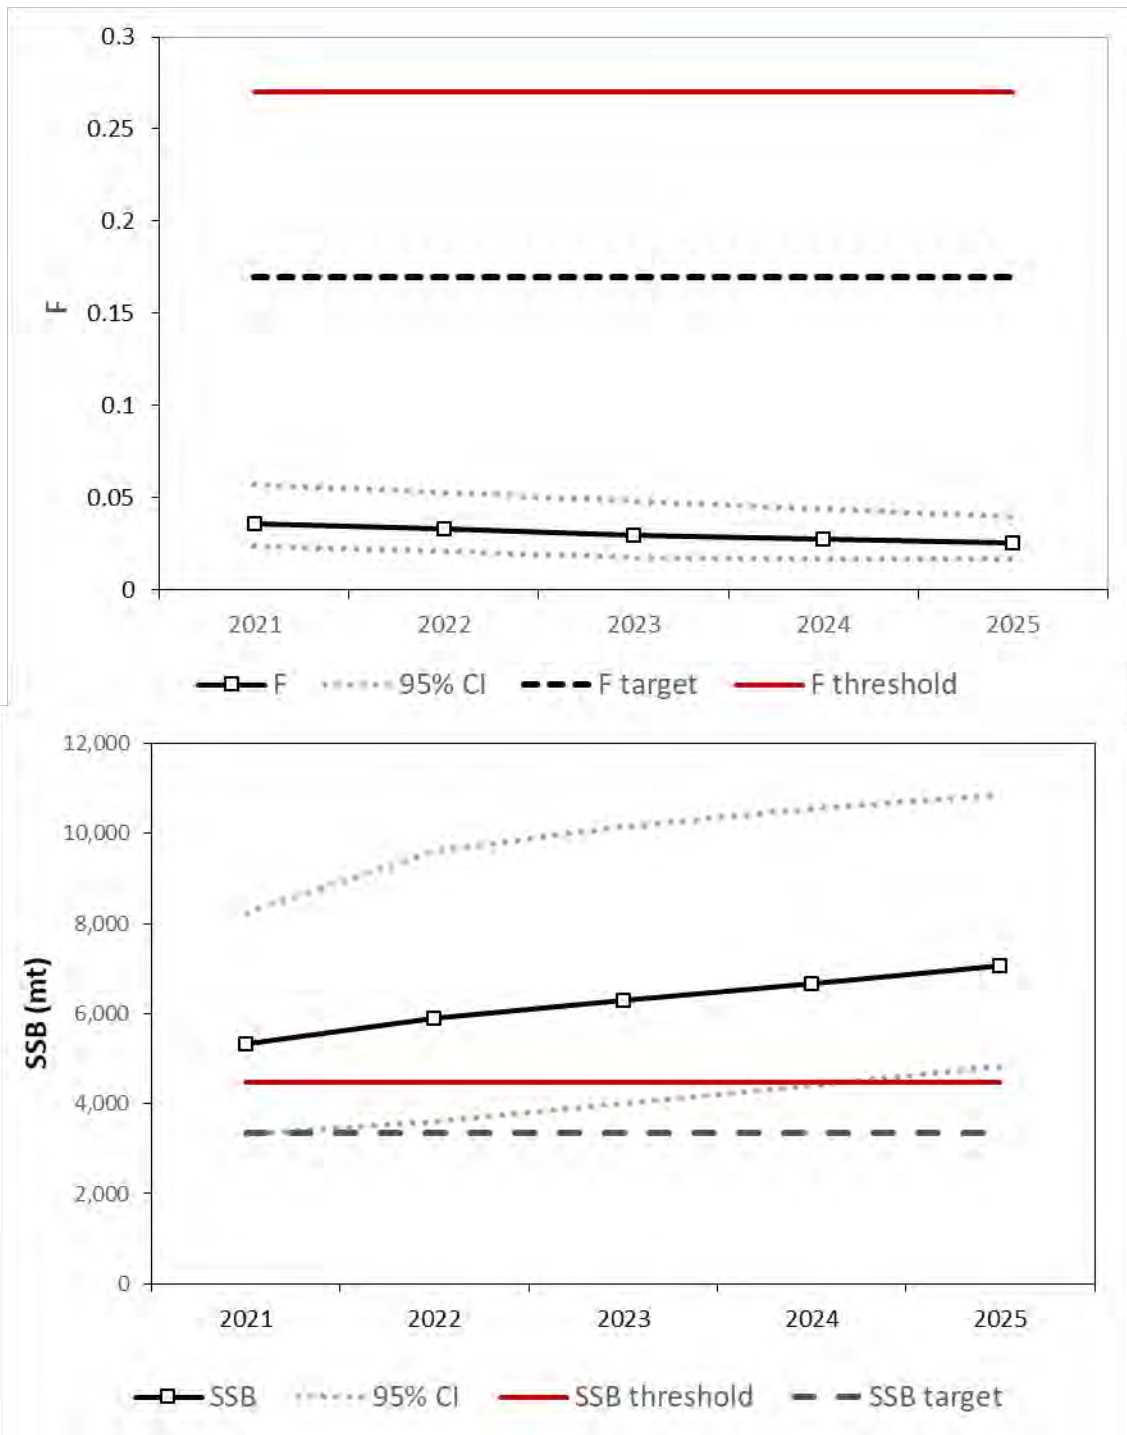 0.3
0.25
0.2
0.15
0.1
0.05
0
F
2021 2022 2023 2024 2025
F 95% CI F target F threshold
12,000
10,000
8,000
6,000
4,000
2,000
0
SSB (mt)
2021 2022 2023 2024 2025
SSB 95% CI SSB threshold SSB target